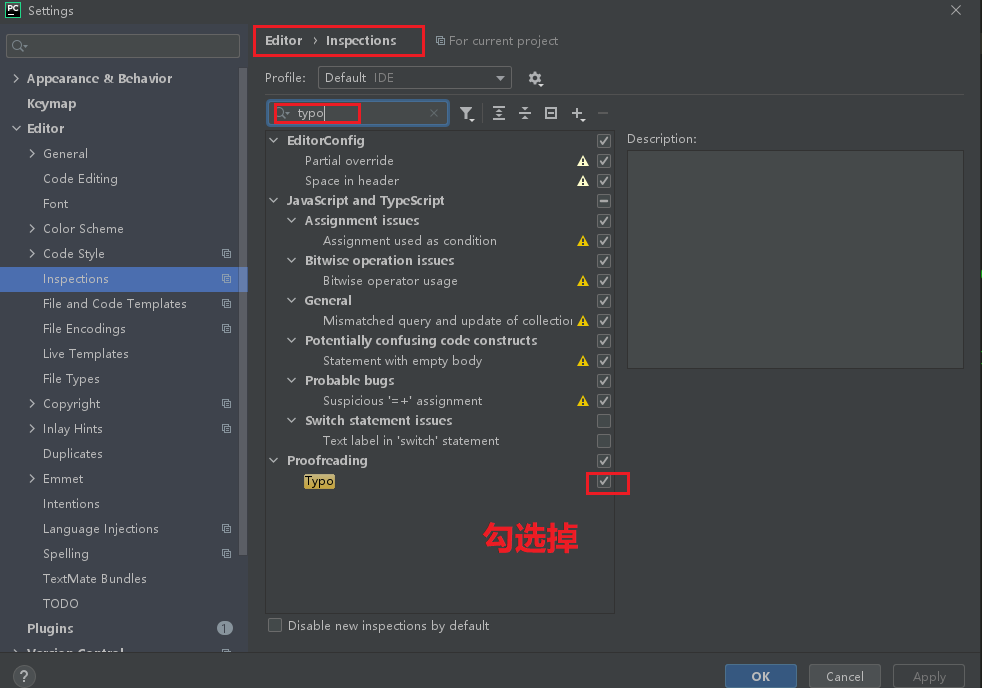 PC Settings
Editor › Inspections For current project
Profile: Default IDE
typo
Appearance & Behavior
Keymap
Editor
General
Code Editing
Font
Color Scheme
Code Style
Inspections
File and Code Templates
File Encodings
Live Templates
File Types
Copyright
Inlay Hints
Duplicates
Emmet
Intentions
Language Injections
Spelling
TextMate Bundles
TODO
Plugins 1
Version Control
EditorConfig
Partial override
Space in header
JavaScript and TypeScript
Assignment issues
Assignment used as condition
Bitwise operation issues
Bitwise operator usage
General
Mismatched query and update of collection
Potentially confusing code constructs
Statement with empty body
Probable bugs
Suspicious '=+' assignment
Switch statement issues
Text label in 'switch' statement
Proofreading
Typo
勾选掉
Disable new inspections by default
Description:
?
OK
Cancel
Apply